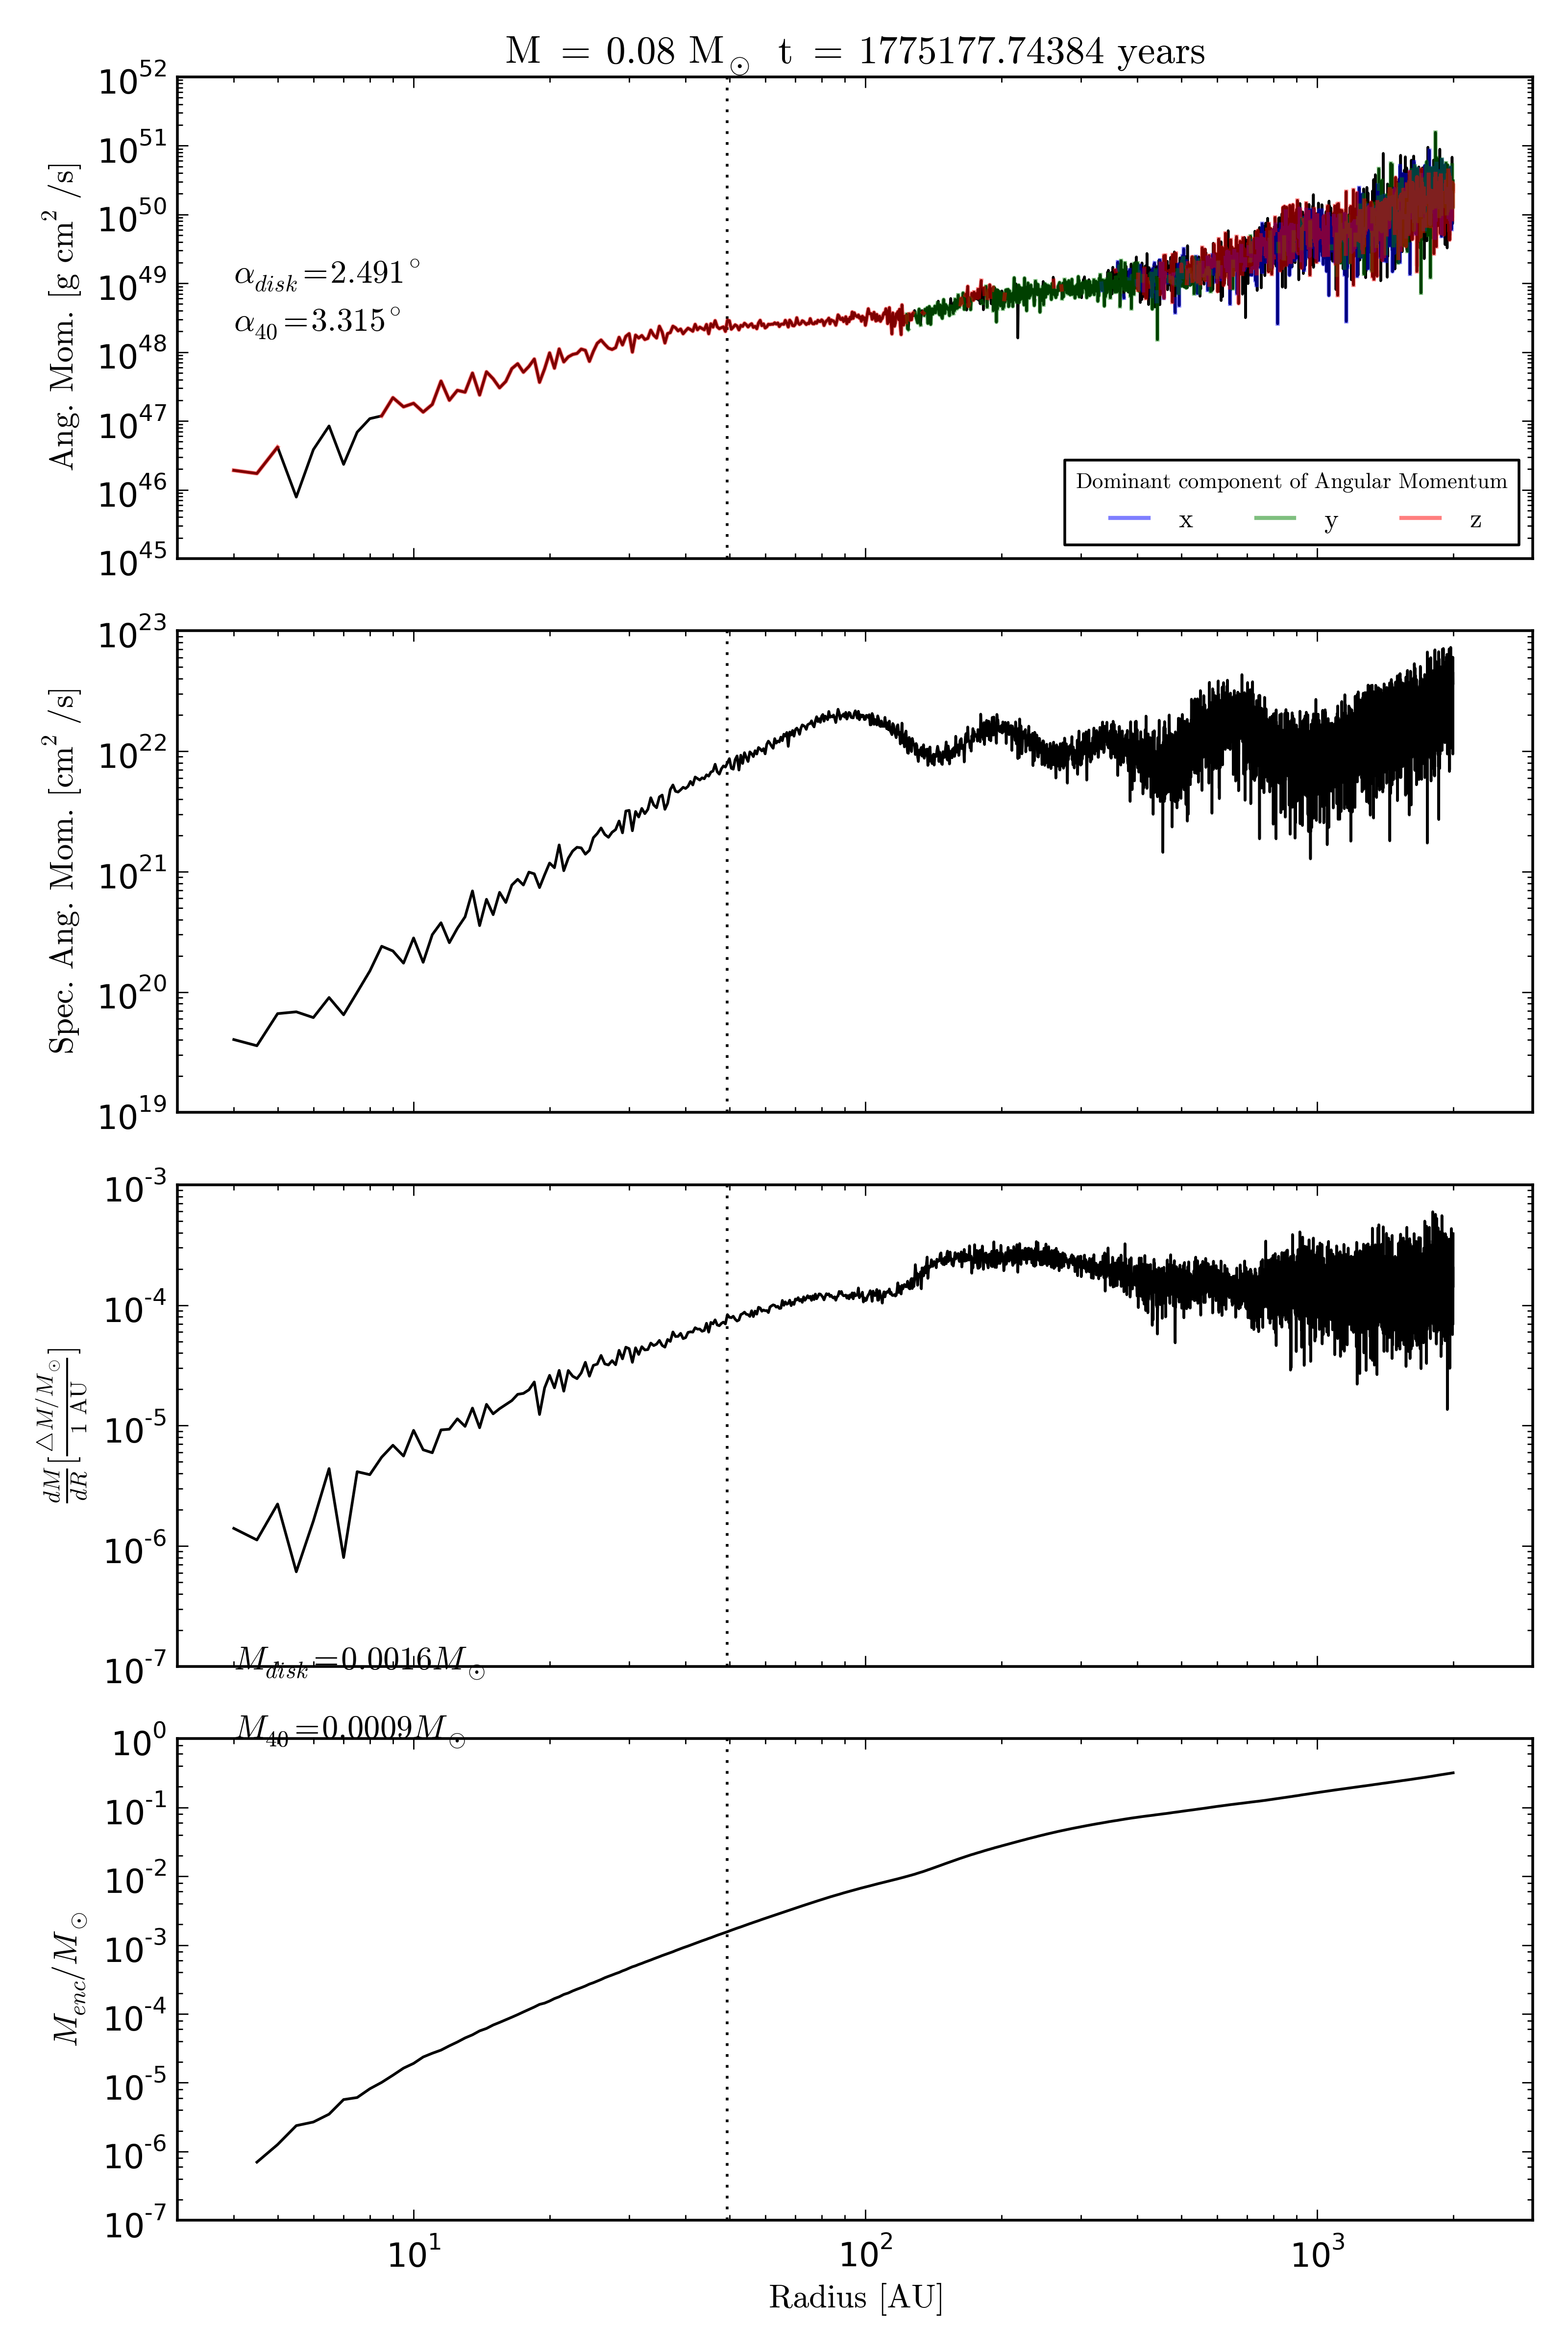 M = 0.08 M⊙ t = 1775177.74384 years
10^52
10^51
10^50
10^49
10^48
10^47
10^46
10^45
Ang. Mom. [g cm^2 /s]
α_disk=2.491°
α_40=3.315°
Dominant component of Angular Momentum
x y z
10^23
10^22
10^21
10^20
10^19
Spec. Ang. Mom. [cm^2 /s]
10^-3
10^-4
10^-5
10^-6
10^-7
dM/dR [△M/M⊙ / 1 AU]
M_disk=0.0016M⊙
M_40=0.0009M⊙
10^0
10^-1
10^-2
10^-3
10^-4
10^-5
10^-6
10^-7
M_enc/M⊙
10^1 10^2 10^3
Radius [AU]